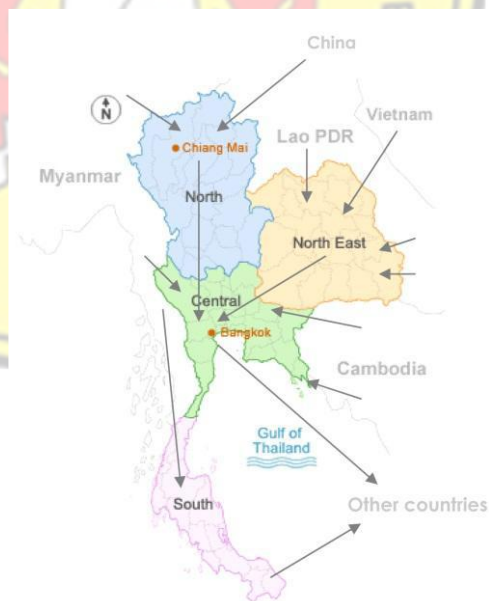 China
N
Vietnam
Lao PDR
Chiang Mai
Myanmar
North
North East
Central
Bangkok
Cambodia
Gulf of
Thailand
South
Other countries